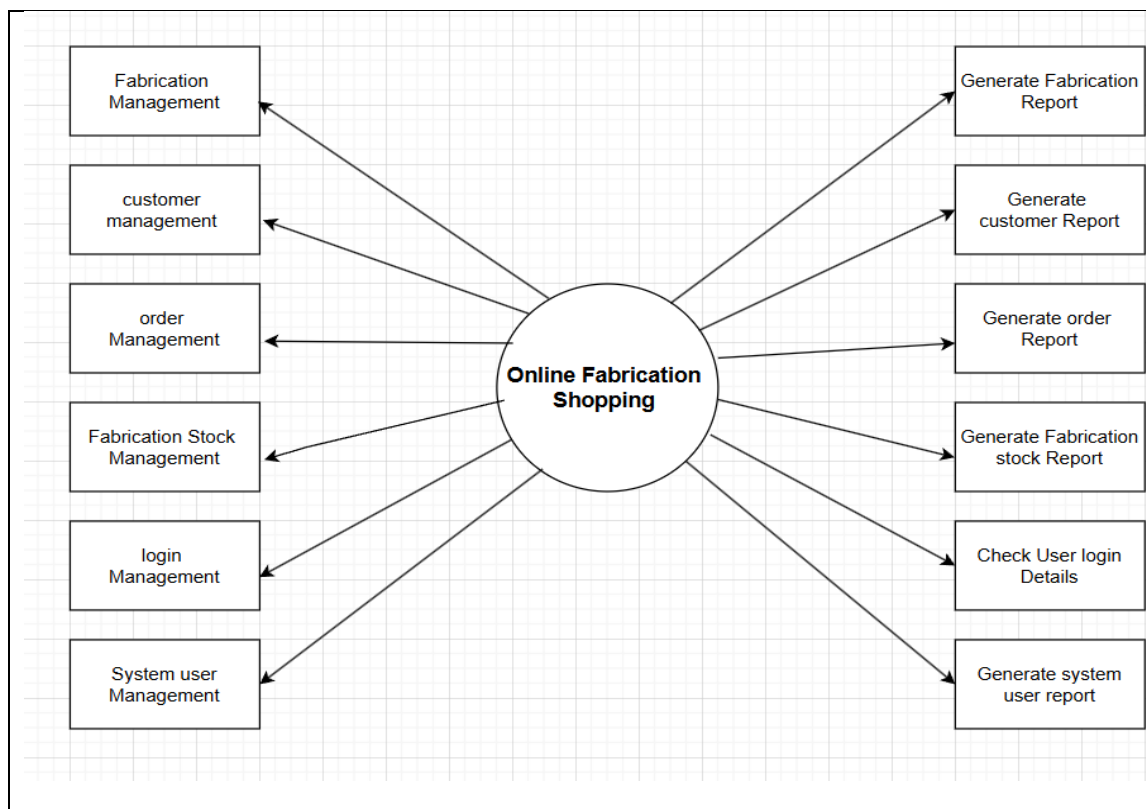 Fabrication
Management
customer
management
order
Management
Fabrication Stock
Management
login
Management
System user
Management
Online Fabrication
Shopping
Generate Fabrication
Report
Generate
customer Report
Generate order
Report
Generate Fabrication
stock Report
Check User login
Details
Generate system
user report